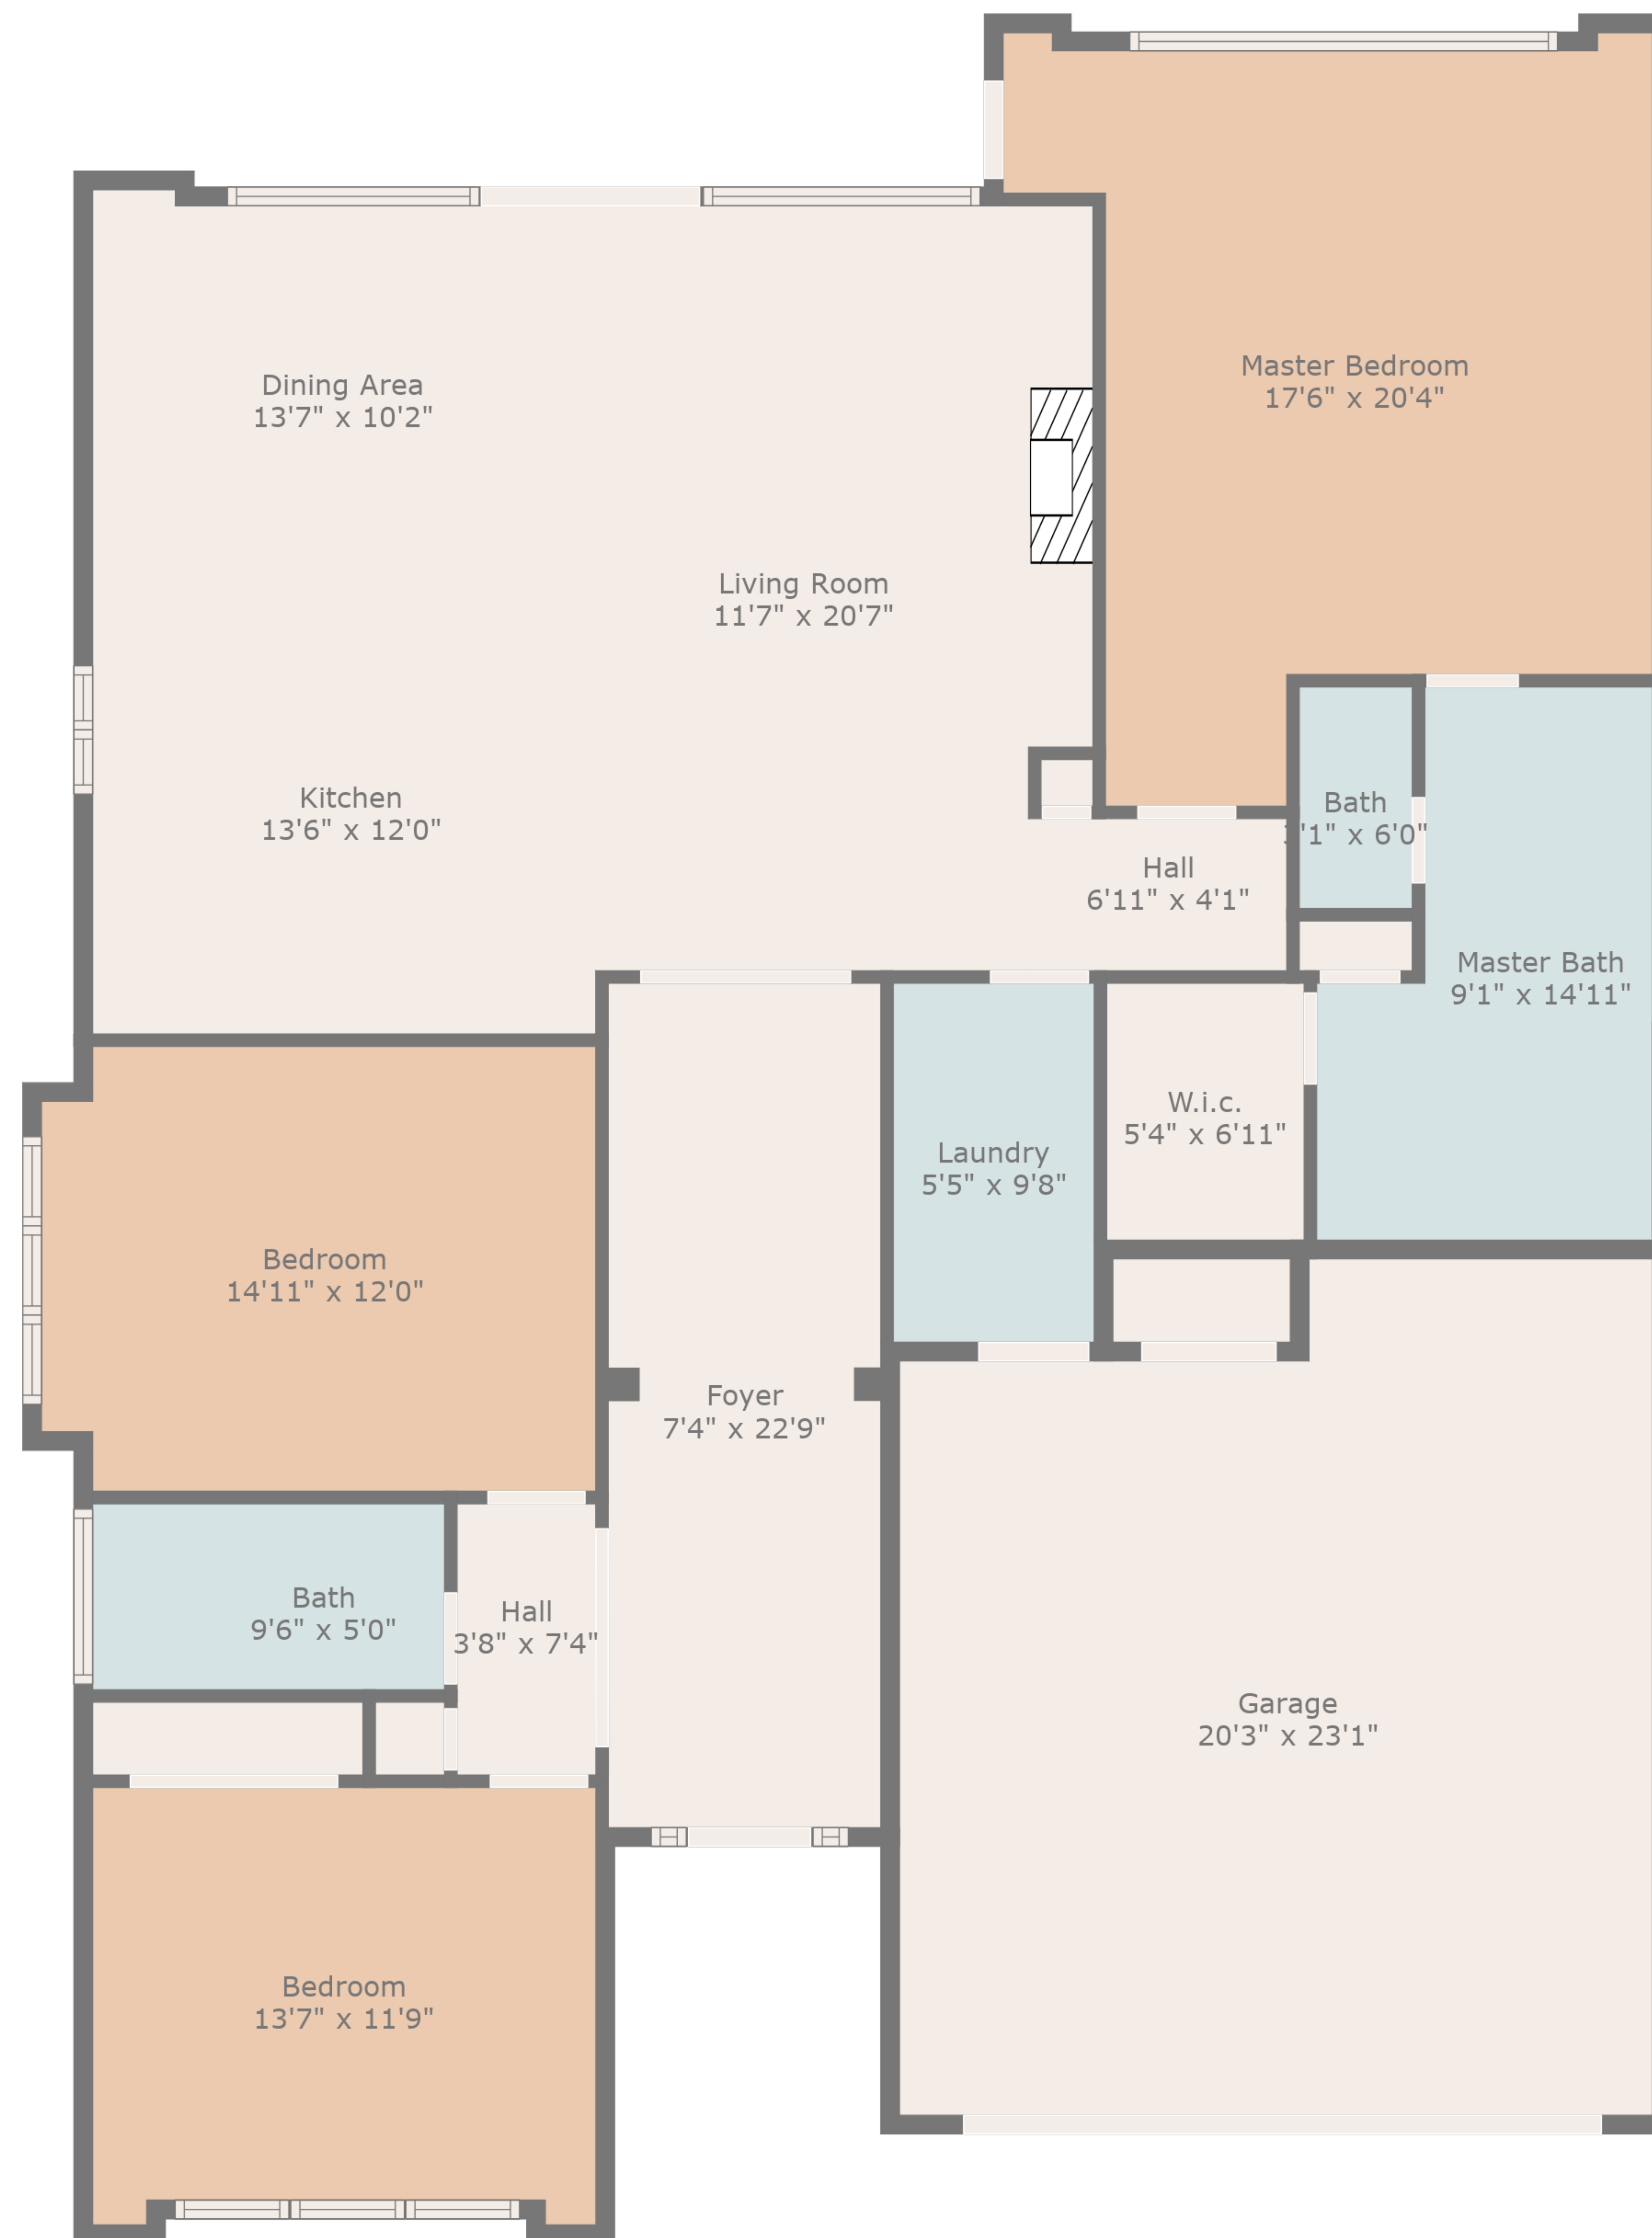 Master Bedroom
17'6" x 20'4"
Dining Area
13'7" x 10'2"
Living Room
11'7" x 20'7"
Kitchen
13'6" x 12'0"
Bath
'1" x 6'0"
Hall
6'11" x 4'1"
Master Bath
9'1" x 14'11"
W.i.c.
5'4" x 6'11"
Laundry
5'5" x 9'8"
Bedroom
14'11" x 12'0"
Foyer
7'4" x 22'9"
Bath
9'6" x 5'0"
Hall
3'8" x 7'4"
Garage
20'3" x 23'1"
Bedroom
13'7" x 11'9"